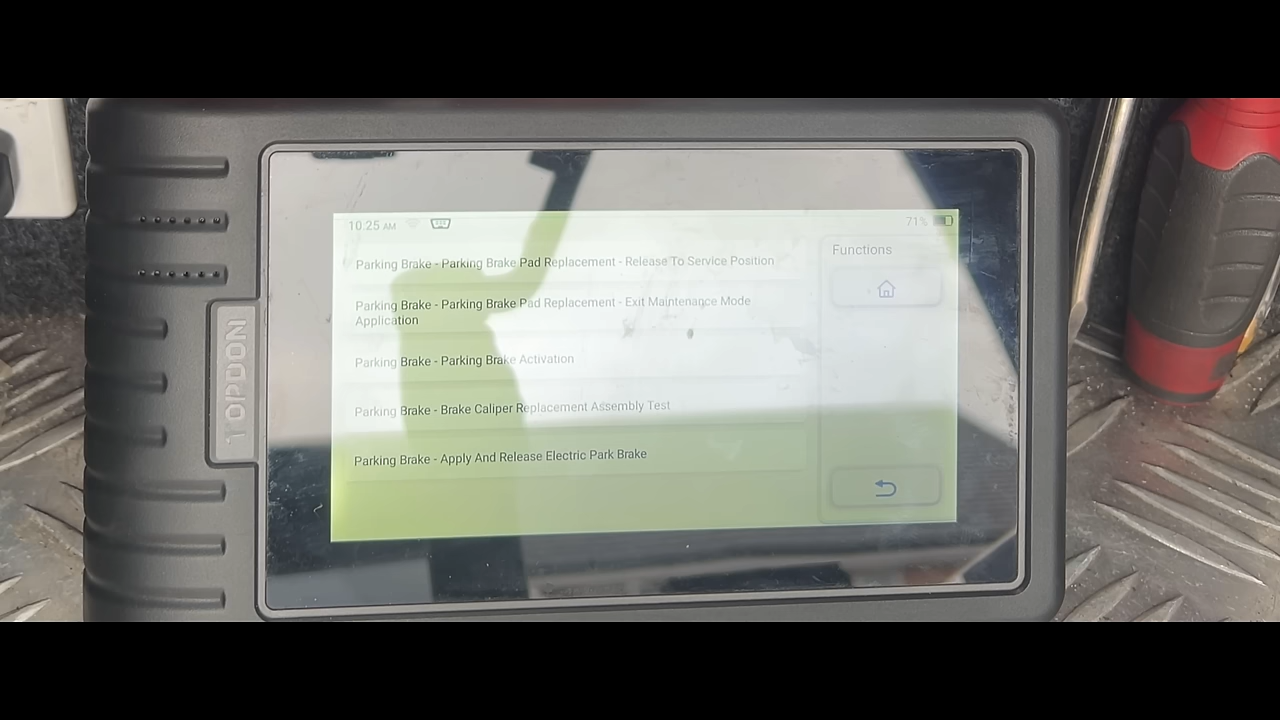 10:25 AM
71%
Functions
Parking Brake - Parking Brake Pad Replacement - Release To Service Position
Parking Brake - Parking Brake Pad Replacement - Exit Maintenance Mode
Application
Parking Brake - Parking Brake Activation
Parking Brake - Brake Caliper Replacement Assembly Test
Parking Brake - Apply And Release Electric Park Brake
TOPDON